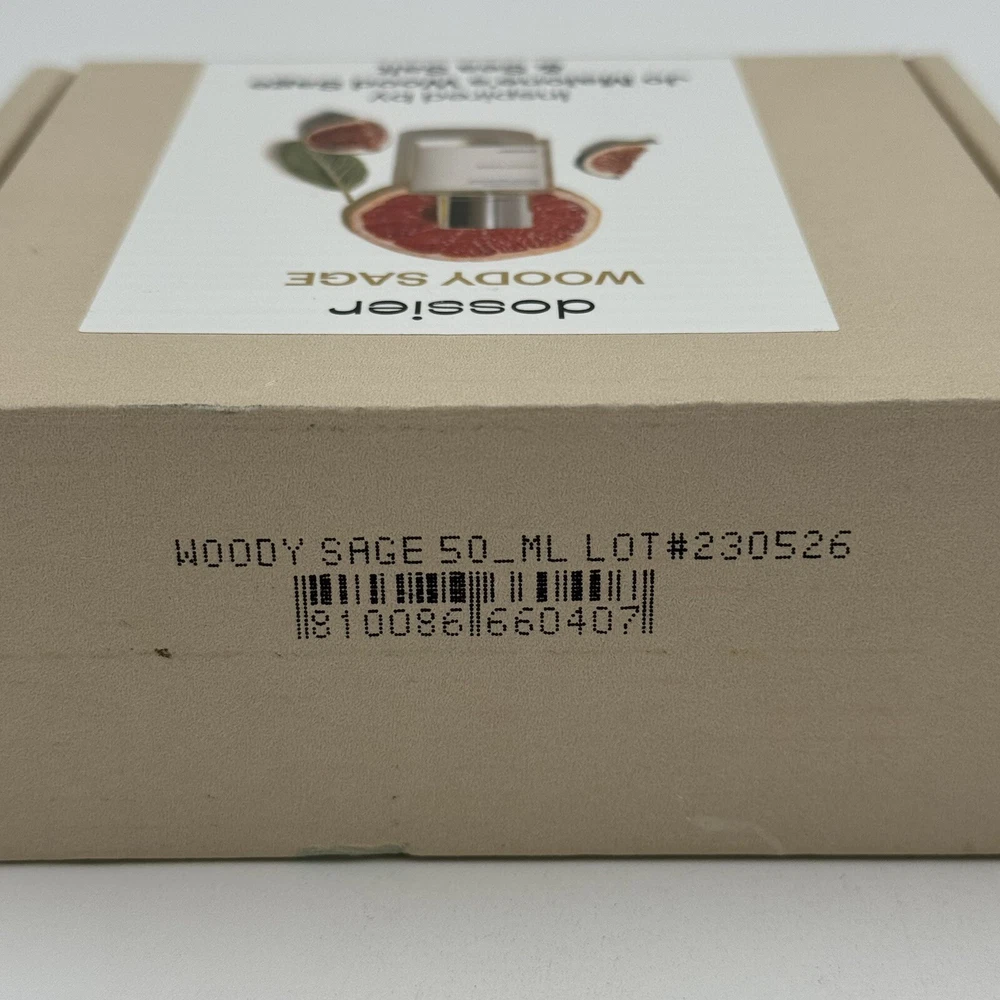 Inspired by
Jo Malone's Wood Sage
& Sea Salt
WOODY SAGE
dossier
WOODY SAGE 50_ML LOT#230526
810086 660407